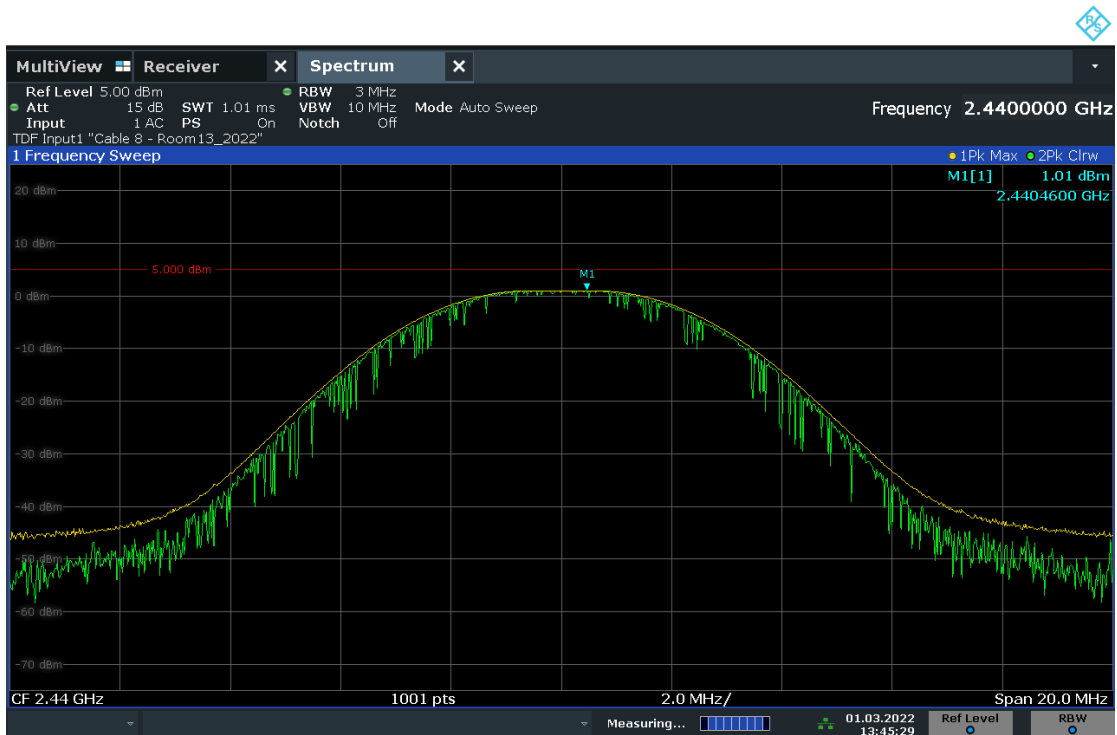 R&S
MultiView Receiver X Spectrum X
Ref Level 5.00 dBm RBW 3 MHz
Att 15 dB SWT 1.01 ms VBW 10 MHz Mode Auto Sweep
Input 1 AC PS On Notch Off
Frequency 2.4400000 GHz
TDF Input1 "Cable 8 - Room13_2022"
1 Frequency Sweep 1Pk Max 2Pk Clrw
M1[1] 1.01 dBm
2.4404600 GHz
20 dBm
10 dBm
5.000 dBm
M1
0 dBm
-10 dBm
-20 dBm
-30 dBm
-40 dBm
-50 dBm
-60 dBm
-70 dBm
CF 2.44 GHz 1001 pts 2.0 MHz/ Span 20.0 MHz
Measuring... 01.03.2022 Ref Level RBW
13:45:29